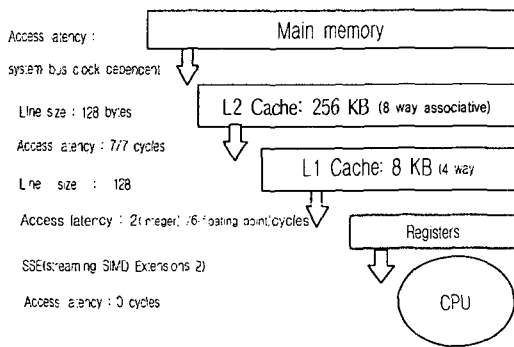 Main memory
Access latency :
system bus clock dependent
L2 Cache: 256 KB (8 way associative)
Line size : 128 bytes
Access latency : 7/7 cycles
L1 Cache: 8 KB (4 way
Line size : 128
Access latency : 2(integer) /6-floating point)cycles
Registers
SSE(streaming SIMD Extensions 2)
Access latency : 0 cycles
CPU